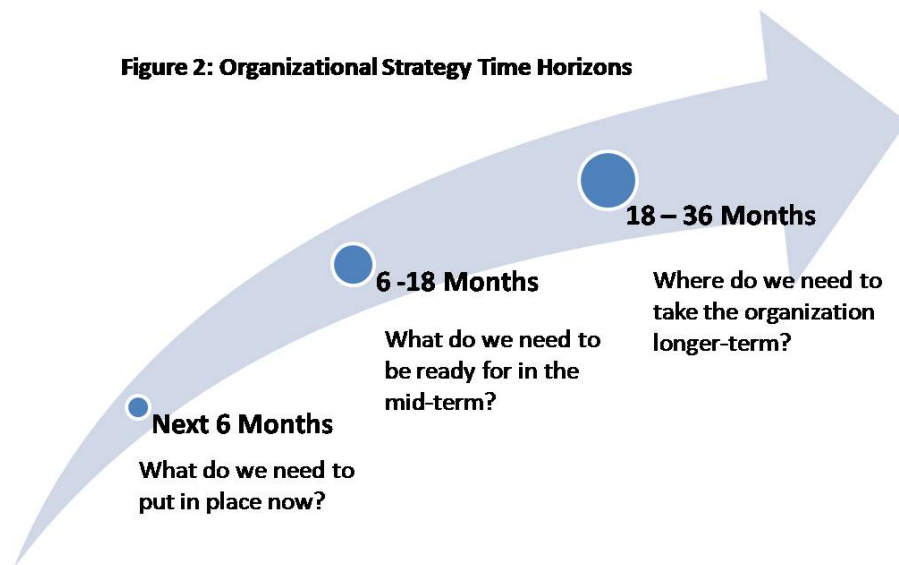 Figure 2: Organizational Strategy Time Horizons
Next 6 Months
What do we need to
put in place now?
6 -18 Months
What do we need to
be ready for in the
mid-term?
18 – 36 Months
Where do we need to
take the organization
longer-term?